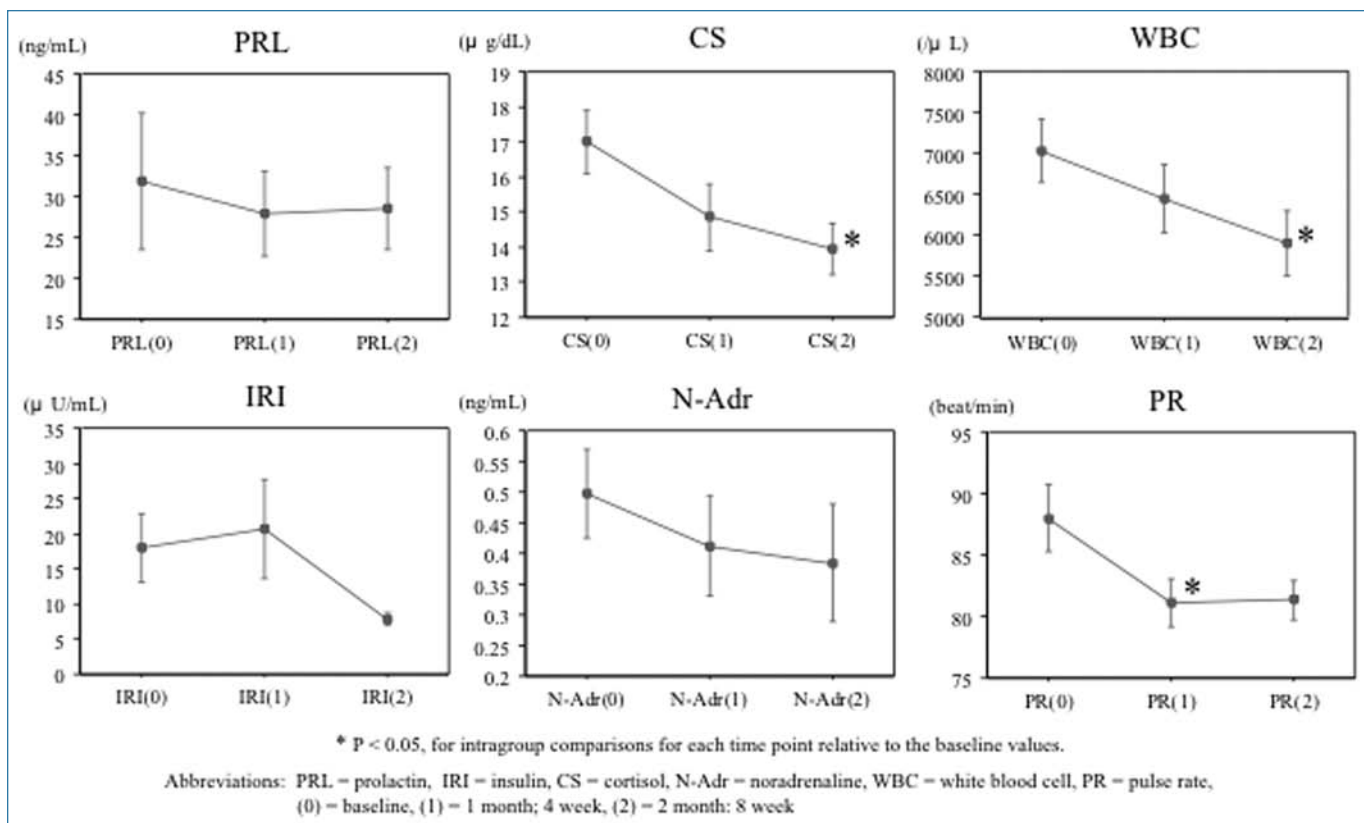 PRL
(ng/mL)
45
40
35
30
25
20
15
PRL(0) PRL(1) PRL(2)
CS
(μ g/dL)
19
18
17
16
15
14
13
12
*
CS(0) CS(1) CS(2)
WBC
(/μ L)
8000
7500
7000
6500
6000
5500
5000
*
WBC(0) WBC(1) WBC(2)
IRI
(μ U/mL)
35
30
25
20
15
10
5
0
IRI(0) IRI(1) IRI(2)
N-Adr
(ng/mL)
0.6
0.55
0.5
0.45
0.4
0.35
0.3
0.25
0.2
N-Adr(0) N-Adr(1) N-Adr(2)
PR
(beat/min)
95
90
85
80
75
*
PR(0) PR(1) PR(2)
* P < 0.05, for intragroup comparisons for each time point relative to the baseline values.
Abbreviations: PRL = prolactin, IRI = insulin, CS = cortisol, N-Adr = noradrenaline, WBC = white blood cell, PR = pulse rate,
(0) = baseline, (1) = 1 month; 4 week, (2) = 2 month: 8 week